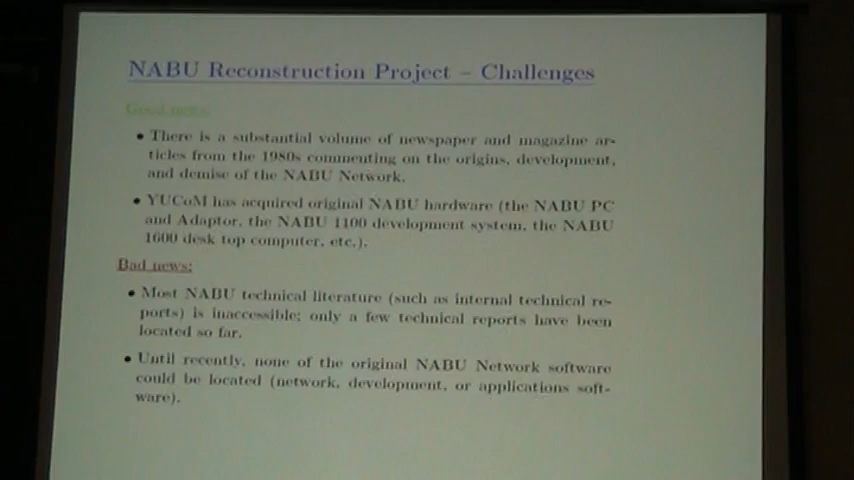 NABU Reconstruction Project – Challenges
Good news:
• There is a substantial volume of newspaper and magazine ar-
ticles from the 1980s commenting on the origins, development,
and demise of the NABU Network.
• YUCoM has acquired original NABU hardware (the NABU PC
and Adaptor, the NABU 1100 development system, the NABU
1600 desk top computer, etc.).
Bad news:
• Most NABU technical literature (such as internal technical re-
ports) is inaccessible; only a few technical reports have been
located so far.
• Until recently, none of the original NABU Network software
could be located (network, development, or applications soft-
ware).